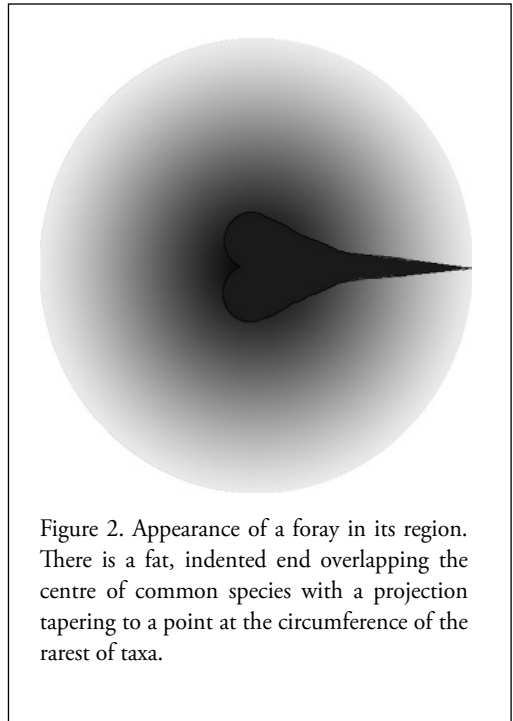 Figure 2. Appearance of a foray in its region.
There is a fat, indented end overlapping the
centre of common species with a projection
tapering to a point at the circumference of the
rarest of taxa.